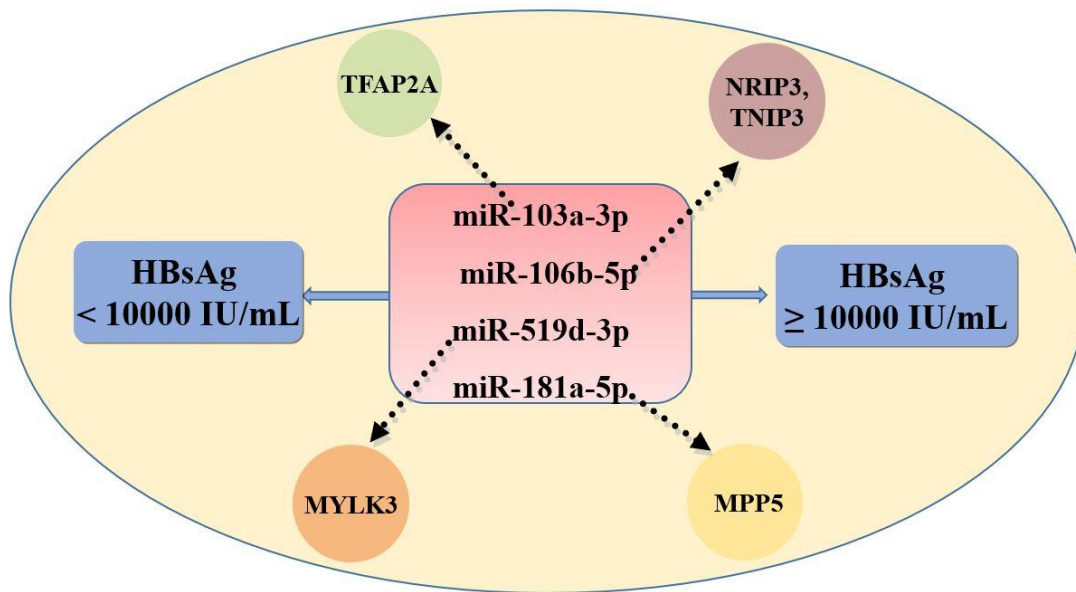 TFAP2A
NRIP3,
TNIP3
miR-103a-3p
miR-106b-5p
miR-519d-3p
miR-181a-5p
HBsAg
< 10000 IU/mL
HBsAg
≥ 10000 IU/mL
MYLK3
MPP5